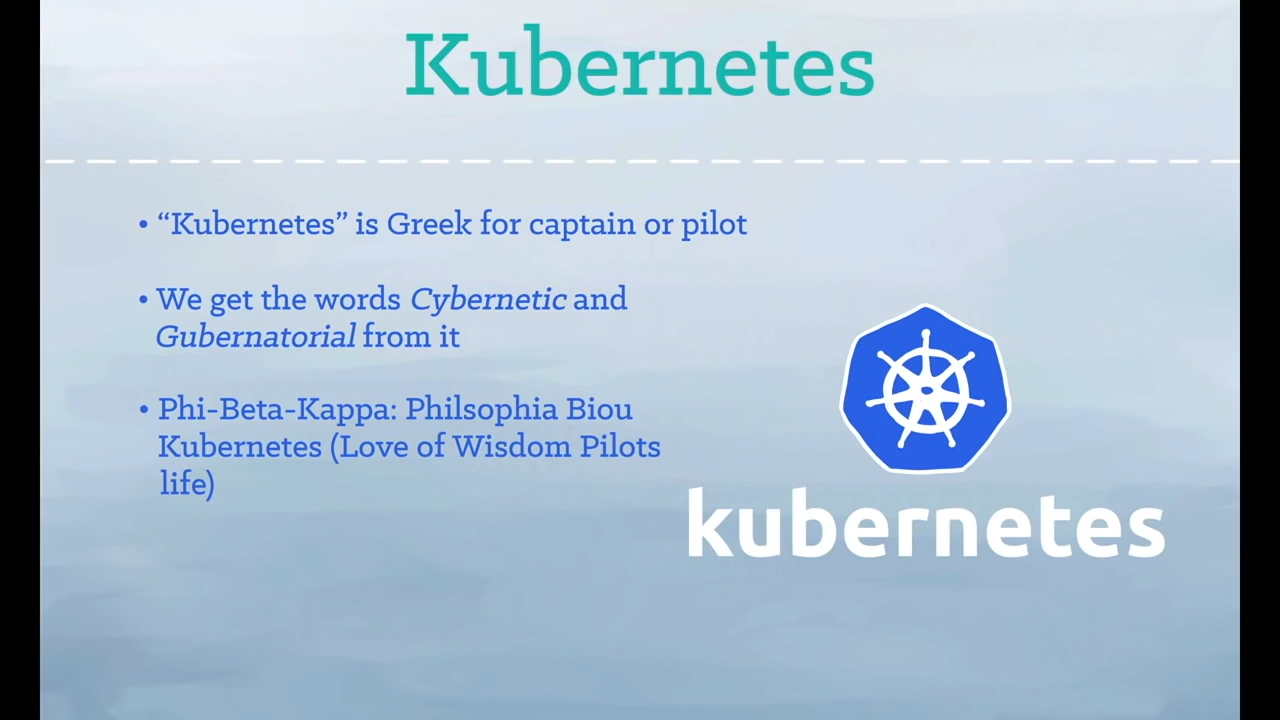 Kubernetes
• “Kubernetes” is Greek for captain or pilot
• We get the words Cybernetic and
Gubernatorial from it
• Phi-Beta-Kappa: Philsophia Biou
Kubernetes (Love of Wisdom Pilots
life)
kubernetes